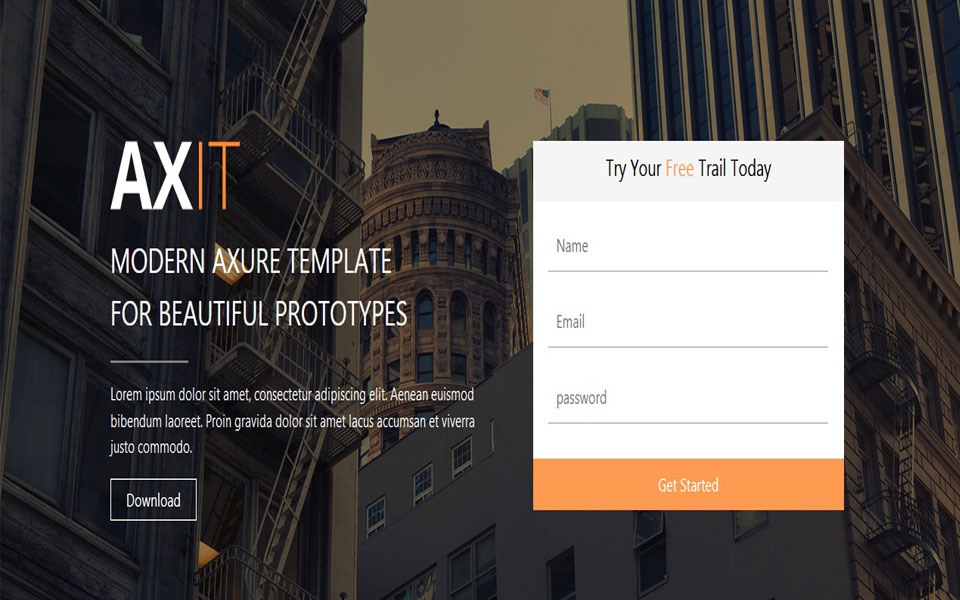 AXIT
MODERN AXURE TEMPLATE
FOR BEAUTIFUL PROTOTYPES
Lorem ipsum dolor sit amet, consectetur adipiscing elit. Aenean euismod
bibendum laoreet. Proin gravida dolor sit amet lacus accumsan et viverra
justo commodo.
Download
Try Your Free Trail Today
Name
Email
password
Get Started